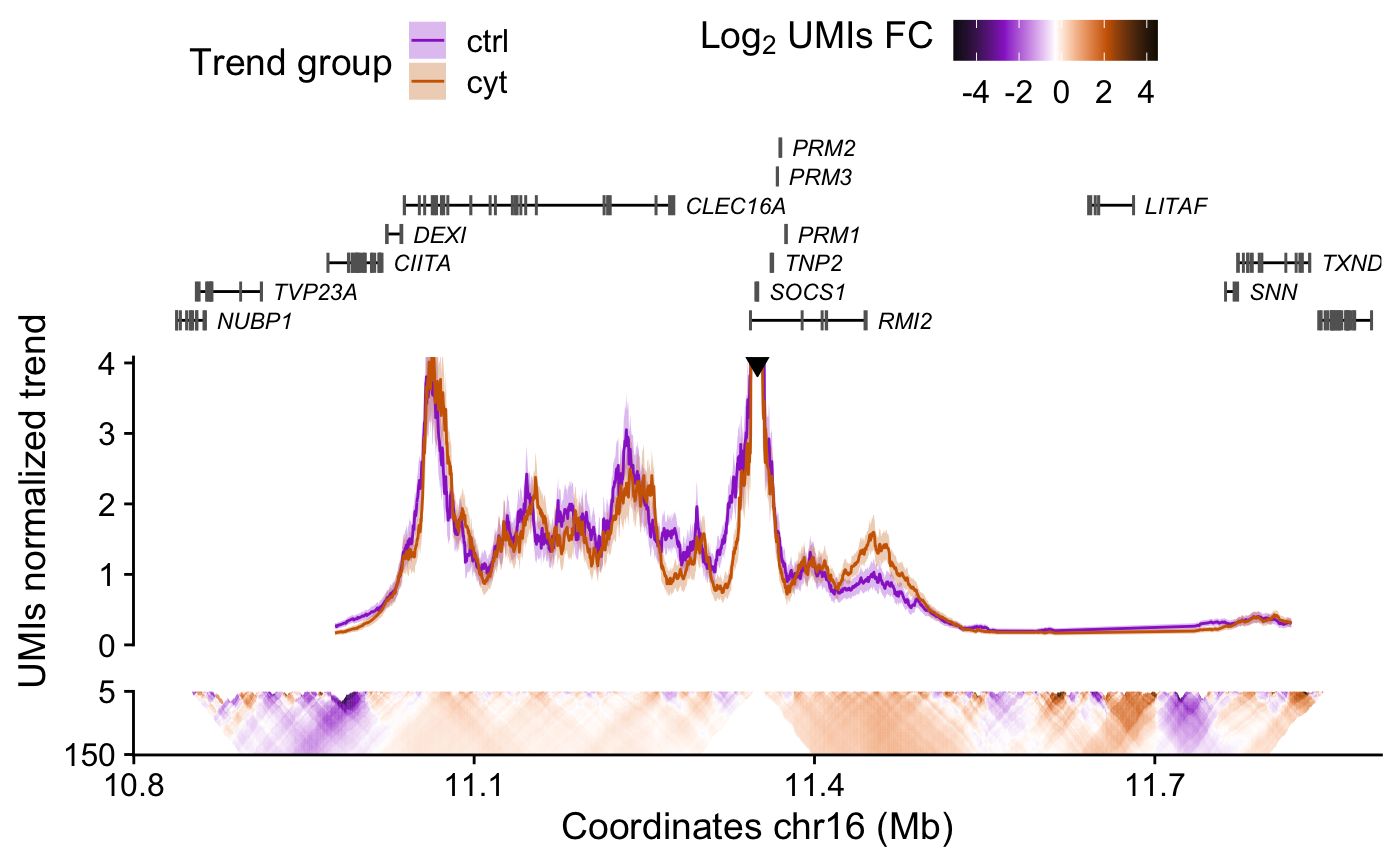 Trend group
ctrl
cyt
Log2 UMIs FC
-4 -2 0 2 4
PRM2
PRM3
CLEC16A
LITAF
DEXI
PRM1
CIITA
TNP2
TXND
TVP23A
SOCS1
SNN
NUBP1
RMI2
UMIs normalized trend
4
3
2
1
0
5
150
10.8 11.1 11.4 11.7
Coordinates chr16 (Mb)